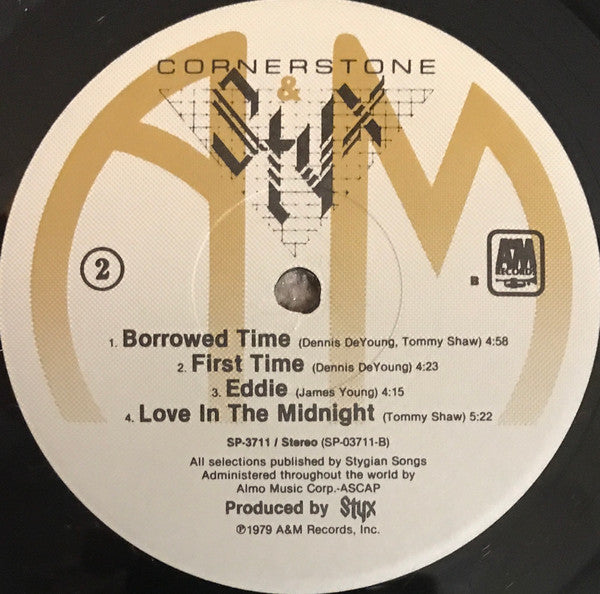 CORNERSTONE
&
Styx
2
B
A&M
RECORDS
1. Borrowed Time (Dennis DeYoung, Tommy Shaw) 4:58
2. First Time (Dennis DeYoung) 4:23
3. Eddie (James Young) 4:15
4. Love In The Midnight (Tommy Shaw) 5:22
SP-3711 / Stereo (SP-03711-B)
All selections published by Stygian Songs
Administered throughout the world by
Almo Music Corp.-ASCAP
Produced by Styx
℗1979 A&M Records, Inc.